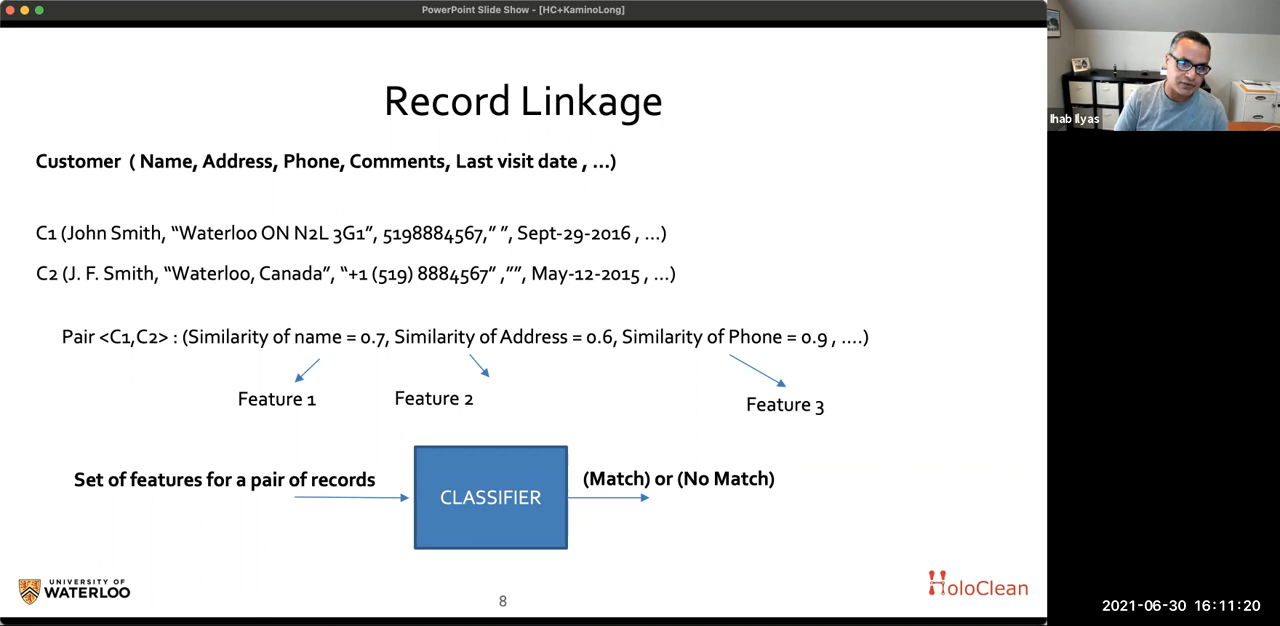 PowerPoint Slide Show - [HC+KaminoLong]
Record Linkage
Customer ( Name, Address, Phone, Comments, Last visit date , ...)
C1 (John Smith, “Waterloo ON N2L 3G1”, 5198884567,” ”, Sept-29-2016 , ...)
C2 (J. F. Smith, “Waterloo, Canada”, “+1 (519) 8884567” ,””, May-12-2015 , ...)
Pair <C1,C2> : (Similarity of name = 0.7, Similarity of Address = 0.6, Similarity of Phone = 0.9 , ....)
Feature 1
Feature 2
Feature 3
Set of features for a pair of records
CLASSIFIER
(Match) or (No Match)
UNIVERSITY OF
WATERLOO
8
HoloClean
Ihab Ilyas
2021-06-30 16:11:20